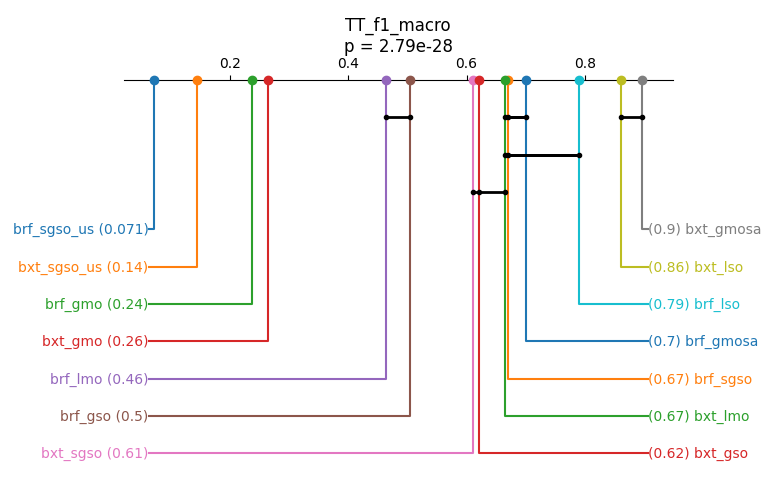 TT_f1_macro
p = 2.79e-28
0.2 0.4 0.6 0.8
brf_sgso_us (0.071)
(0.9) bxt_gmosa
bxt_sgso_us (0.14)
(0.86) bxt_lso
brf_gmo (0.24)
(0.79) brf_lso
bxt_gmo (0.26)
(0.7) brf_gmosa
brf_lmo (0.46)
(0.67) brf_sgso
brf_gso (0.5)
(0.67) bxt_lmo
bxt_sgso (0.61)
(0.62) bxt_gso